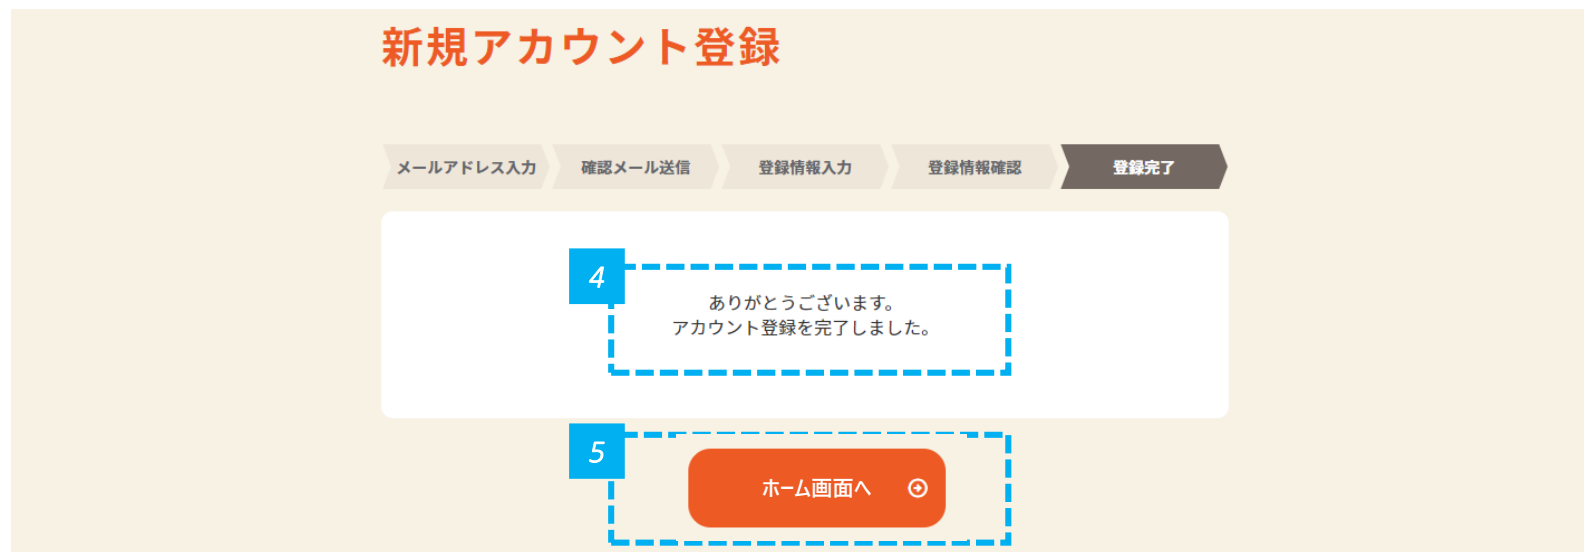 新規アカウント登録
メールアドレス入力
確認メール送信
登録情報入力
登録情報確認
登録完了
4
ありがとうございます。
アカウント登録を完了しました。
5
ホーム画面へ